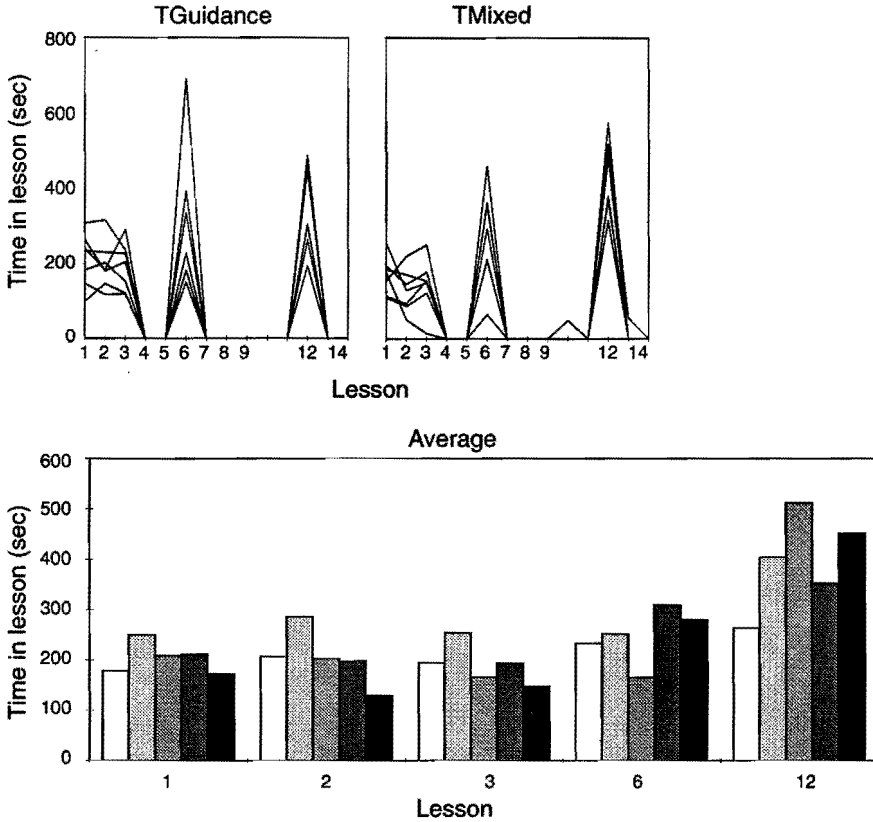 TGuidance TMixed
Time in lesson (sec)
800
600
400
200
0
1 2 3 4 5 6 7 8 9 12 14
1 2 3 4 5 6 7 8 9 12 14
Lesson
Average
Time in lesson (sec)
600
500
400
300
200
100
0
1 2 3 6 12
Lesson